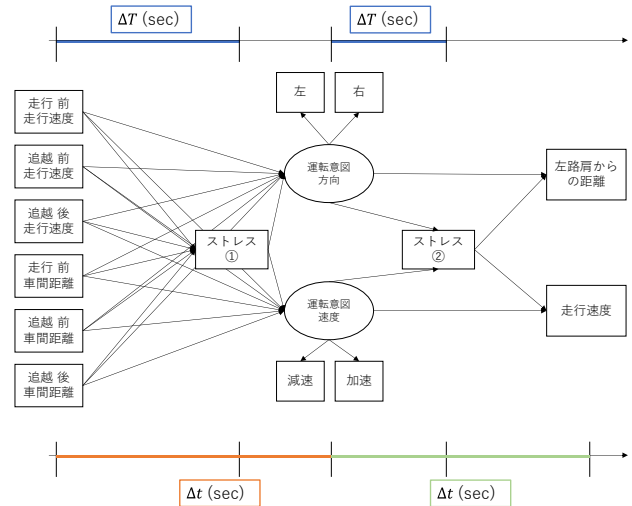 ΔT (sec)
ΔT (sec)
左
右
走行 前
走行速度
追越 前
走行速度
追越 後
走行速度
走行 前
車間距離
追越 前
車間距離
追越 後
車間距離
運転意図
方向
ストレス
①
運転意図
速度
減速
加速
ストレス
②
左路肩から
の距離
走行速度
Δt (sec)
Δt (sec)